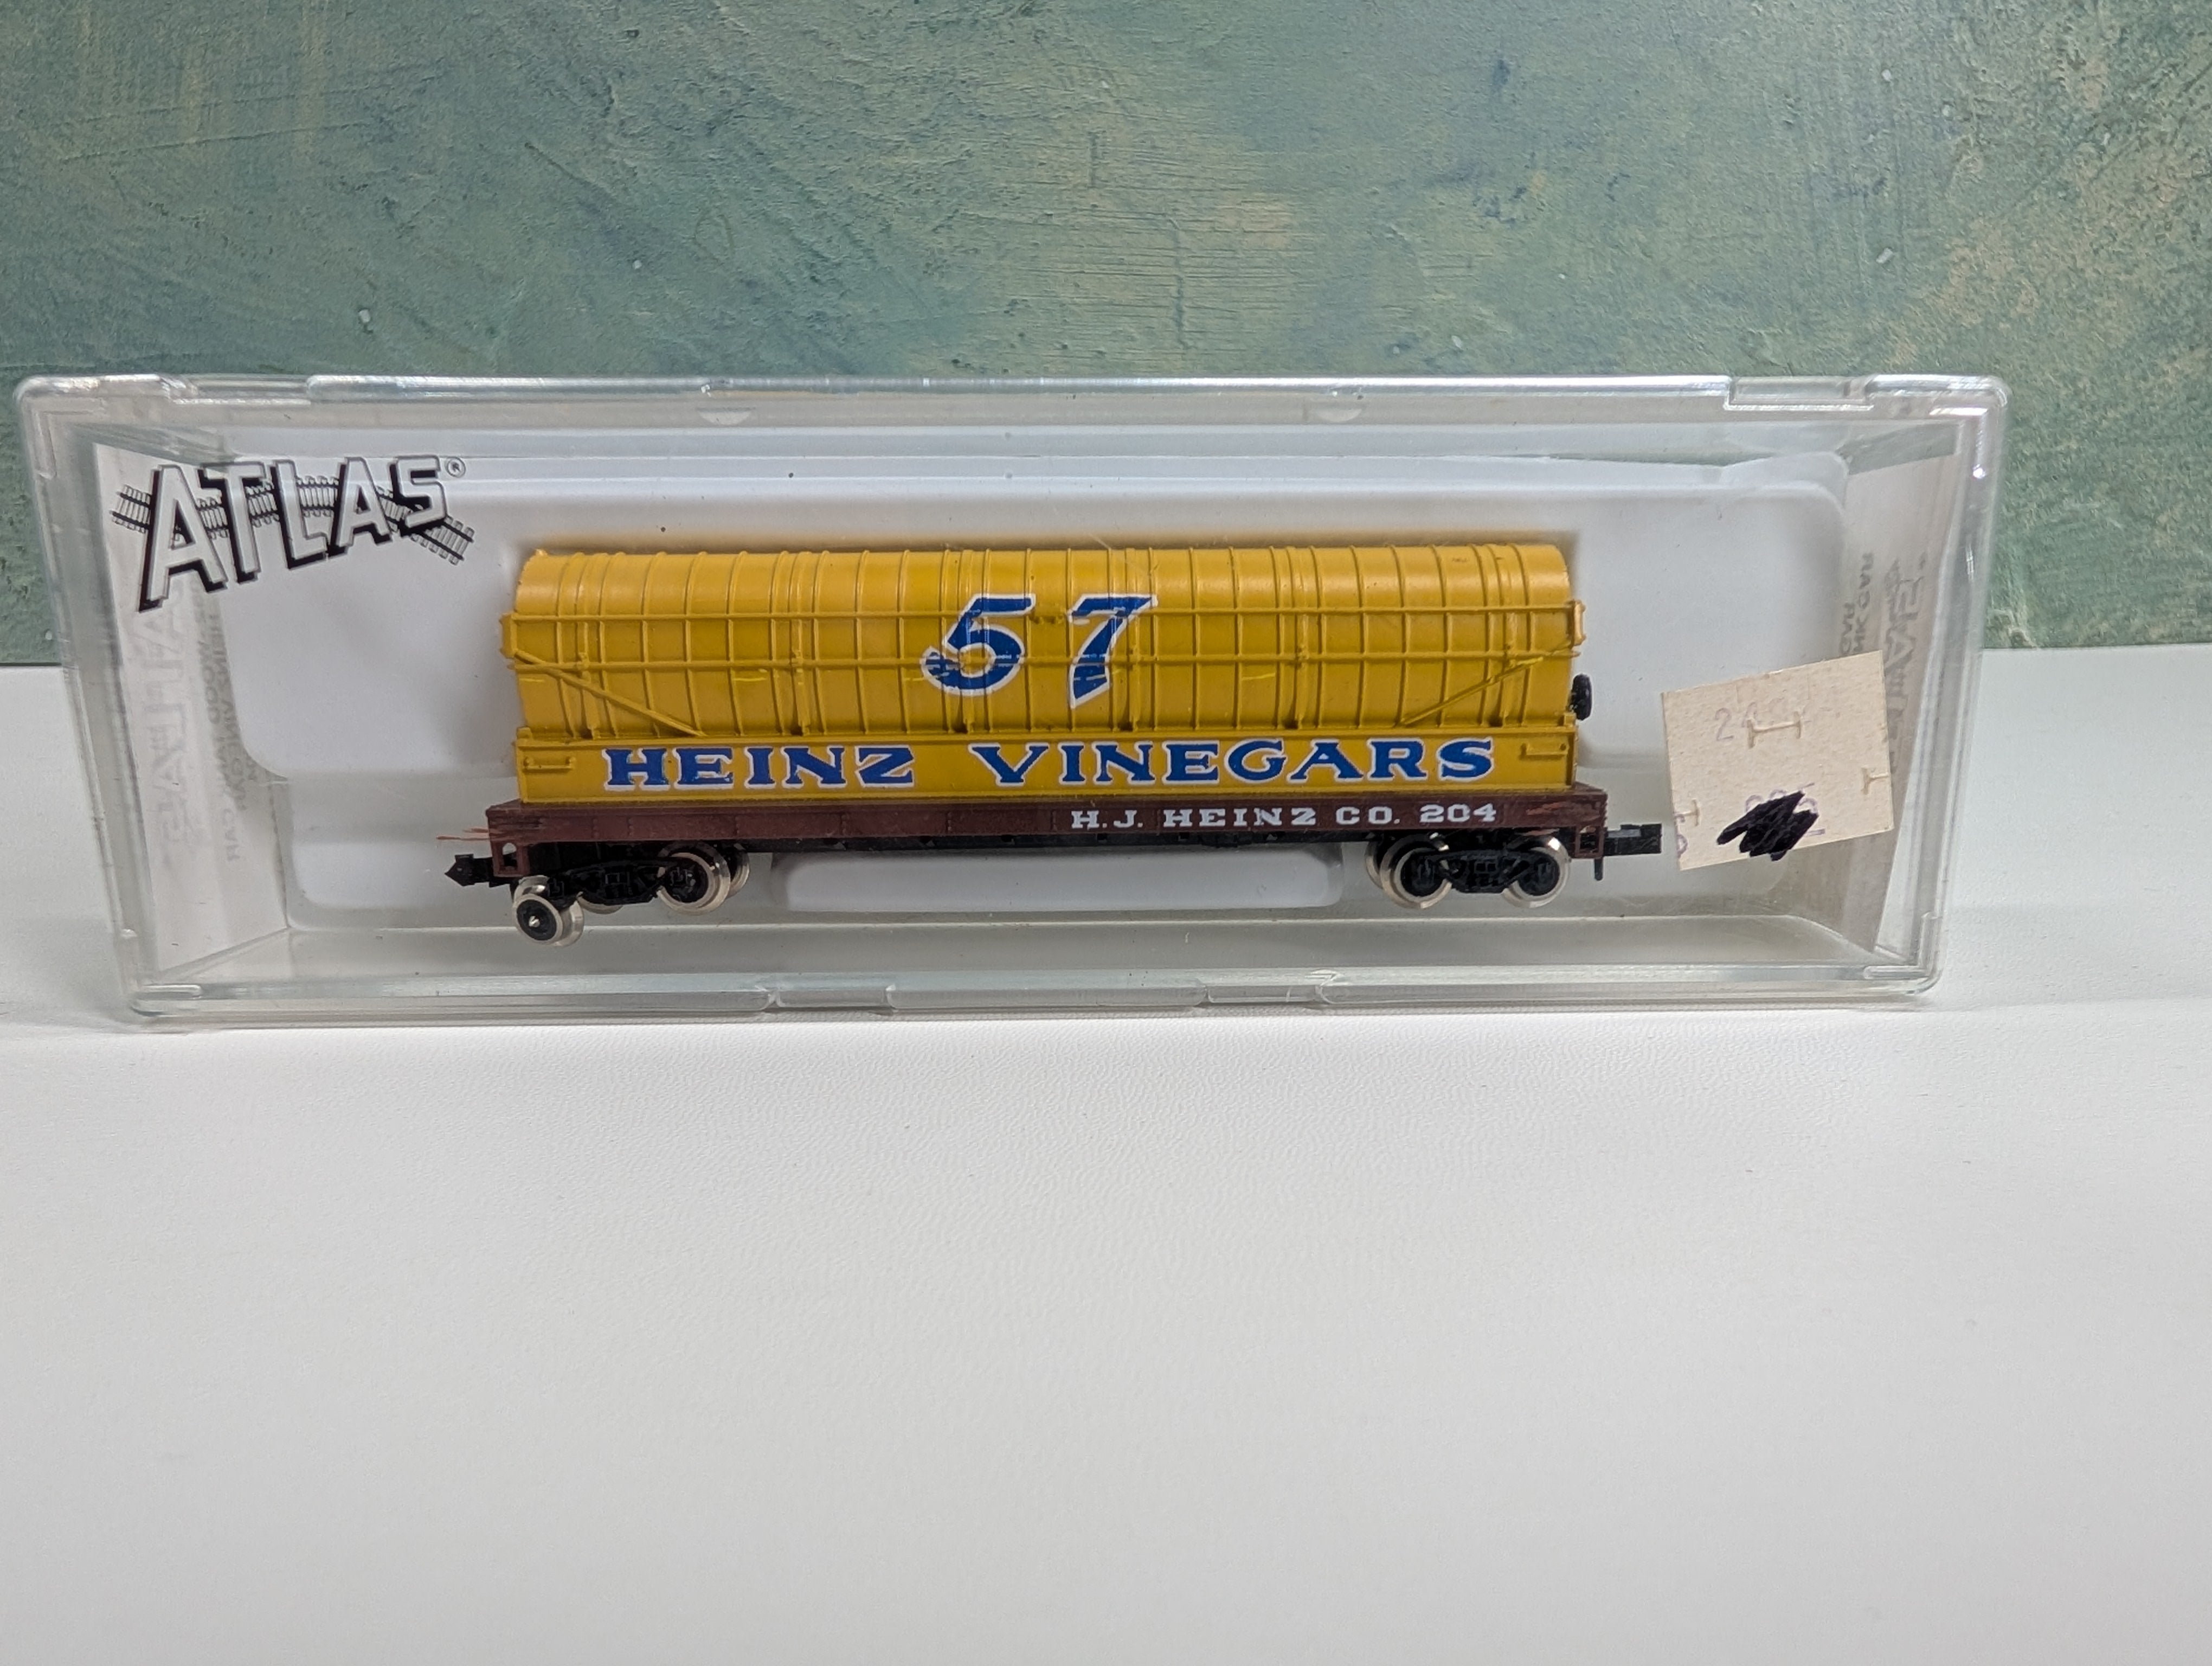 ATLAS®
57
HEINZ VINEGARS
H.J. HEINZ CO. 204